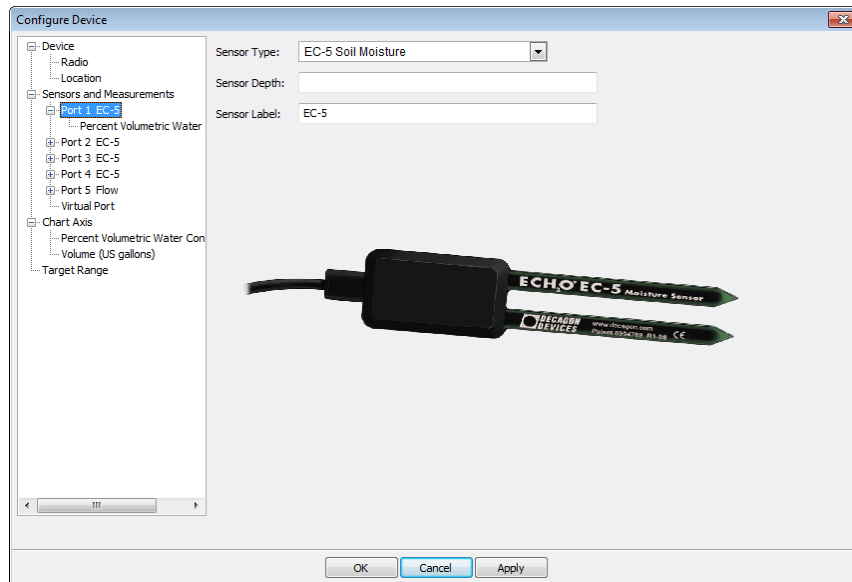 Configure Device
Device
Radio
Location
Sensors and Measurements
Port 1 EC-5
Percent Volumetric Water
Port 2 EC-5
Port 3 EC-5
Port 4 EC-5
Port 5 Flow
Virtual Port
Chart Axis
Percent Volumetric Water Con
Volume (US gallons)
Target Range
Sensor Type: EC-5 Soil Moisture
Sensor Depth:
Sensor Label: EC-5
ECH₂O EC-5 Moisture Sensor
DECAGON DEVICES
www.decagon.com
CE
OK Cancel Apply